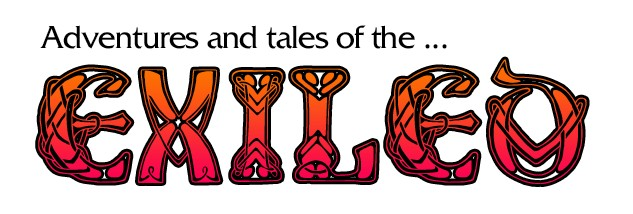 Adventures and tales of the ...
EXILED